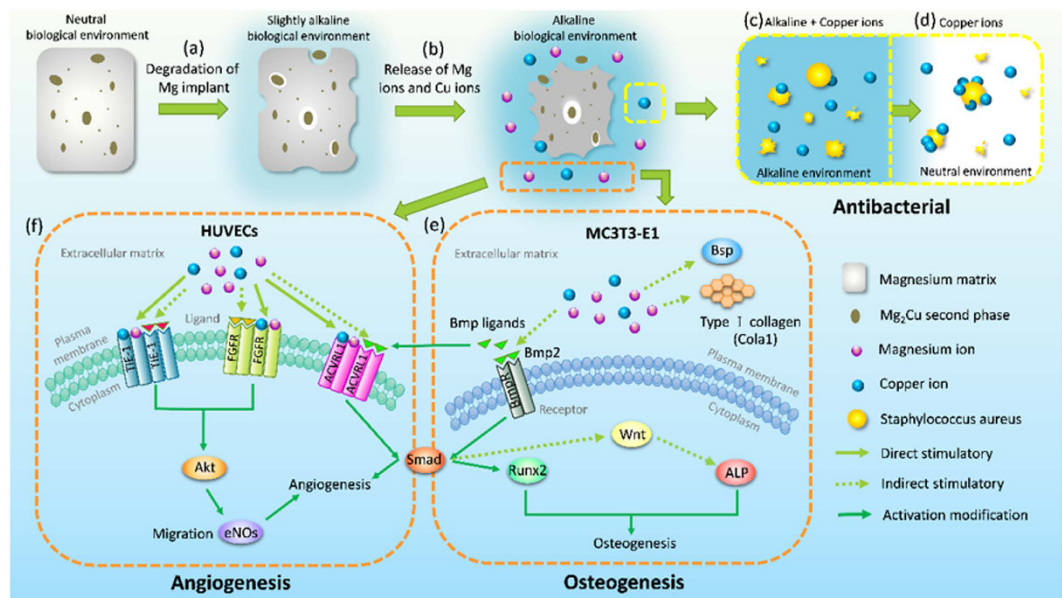 Neutral
biological environment
(a)
Degradation of
Mg implant
Slightly alkaline
biological environment
(b)
Release of Mg
ions and Cu ions
Alkaline
biological environment
(c) Alkaline + Copper ions
(d) Copper ions
Alkaline environment
Neutral environment
Antibacterial
(f)
HUVECs
Extracellular matrix
Ligand
Plasma
membrane
Cytoplasm
TIE-1
TIE-1
FGFR
FGFR
ACVRL1
ACVRL1
Akt
Migration
eNOs
Angiogenesis
Smad
Angiogenesis
(e)
MC3T3-E1
Extracellular matrix
Bsp
Type I collagen
(Cola1)
Bmp ligands
Bmp2
BmpR
Receptor
Plasma membrane
Cytoplasm
Wnt
Runx2
ALP
Osteogenesis
Osteogenesis
Magnesium matrix
Mg₂Cu second phase
Magnesium ion
Copper ion
Staphylococcus aureus
Direct stimulatory
Indirect stimulatory
Activation modification